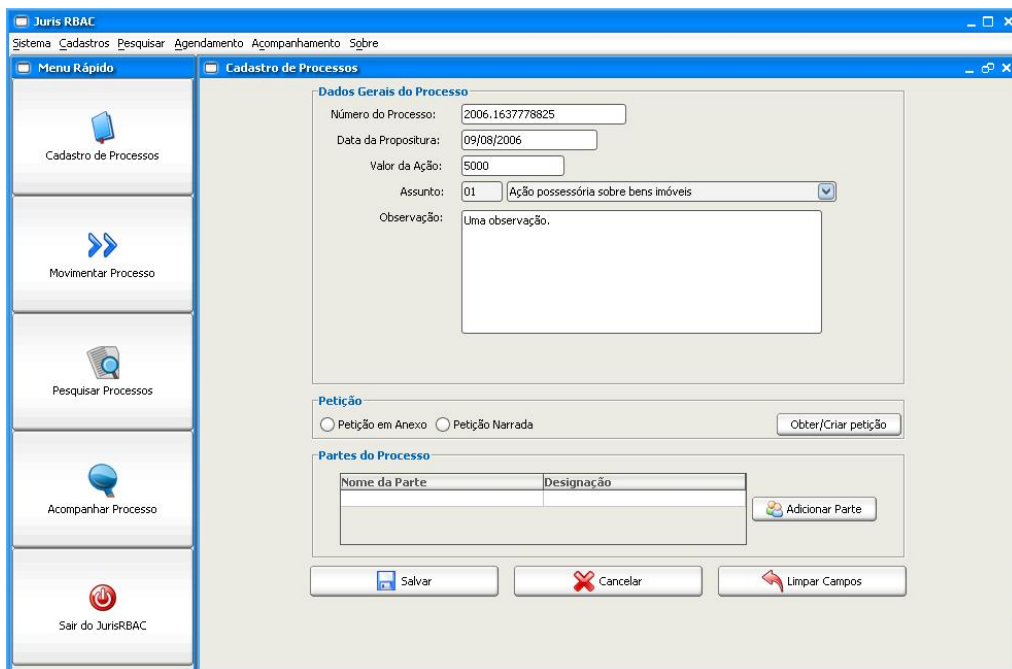 Juris RBAC
Sistema Cadastros Pesquisar Agendamento Acompanhamento Sobre
Menu Rápido
Cadastro de Processos
Movimentar Processo
Pesquisar Processos
Acompanhar Processo
Sair do JurisRBAC
Cadastro de Processos
Dados Gerais do Processo
Número do Processo: 2006.1637778825
Data da Propositura: 09/08/2006
Valor da Ação: 5000
Assunto: 01 Ação possessória sobre bens imóveis
Observação: Uma observação.
Petição
Petição em Anexo Petição Narrada Obter/Criar petição
Partes do Processo
Nome da Parte Designação
Adicionar Parte
Salvar Cancelar Limpar Campos